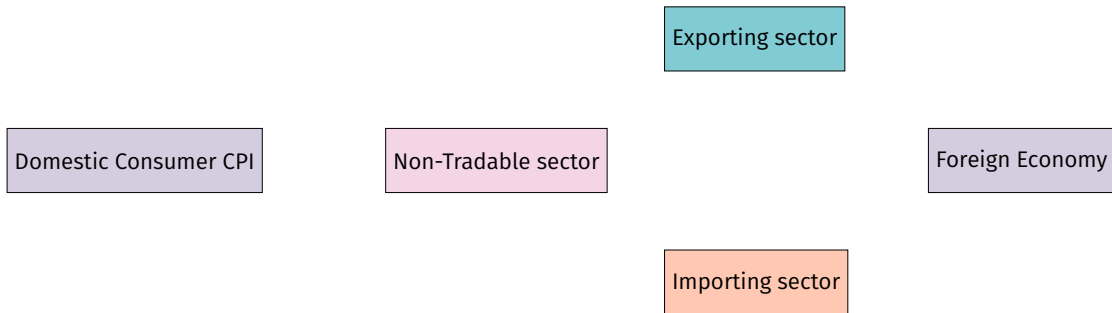 Exporting sector
Domestic Consumer CPI
Non-Tradable sector
Foreign Economy
Importing sector